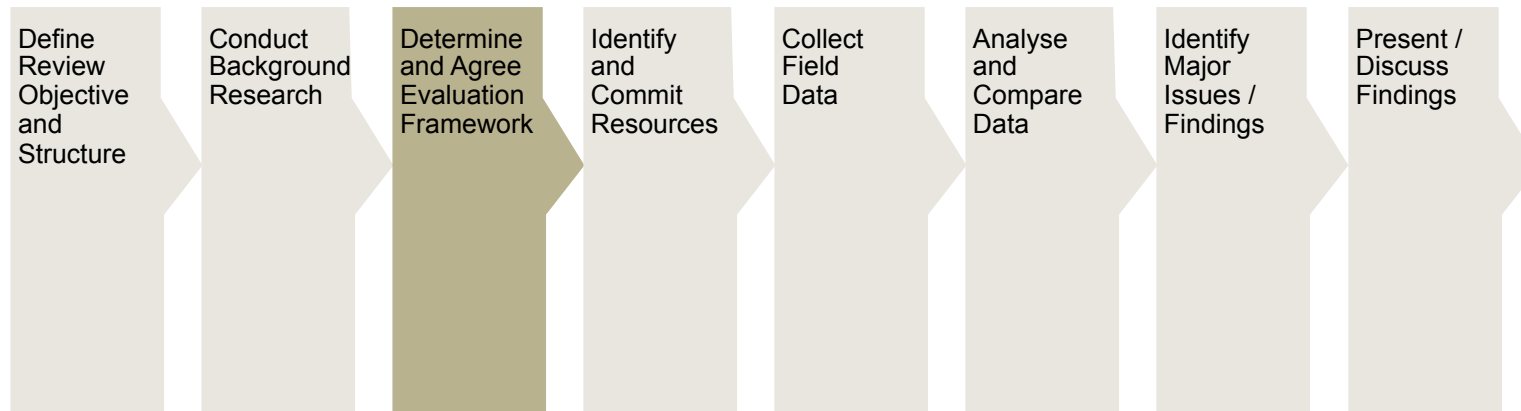 Define
Review
Objective
and
Structure
Conduct
Background
Research
Determine
and Agree
Evaluation
Framework
Identify
and
Commit
Resources
Collect
Field
Data
Analyse
and
Compare
Data
Identify
Major
Issues /
Findings
Present /
Discuss
Findings